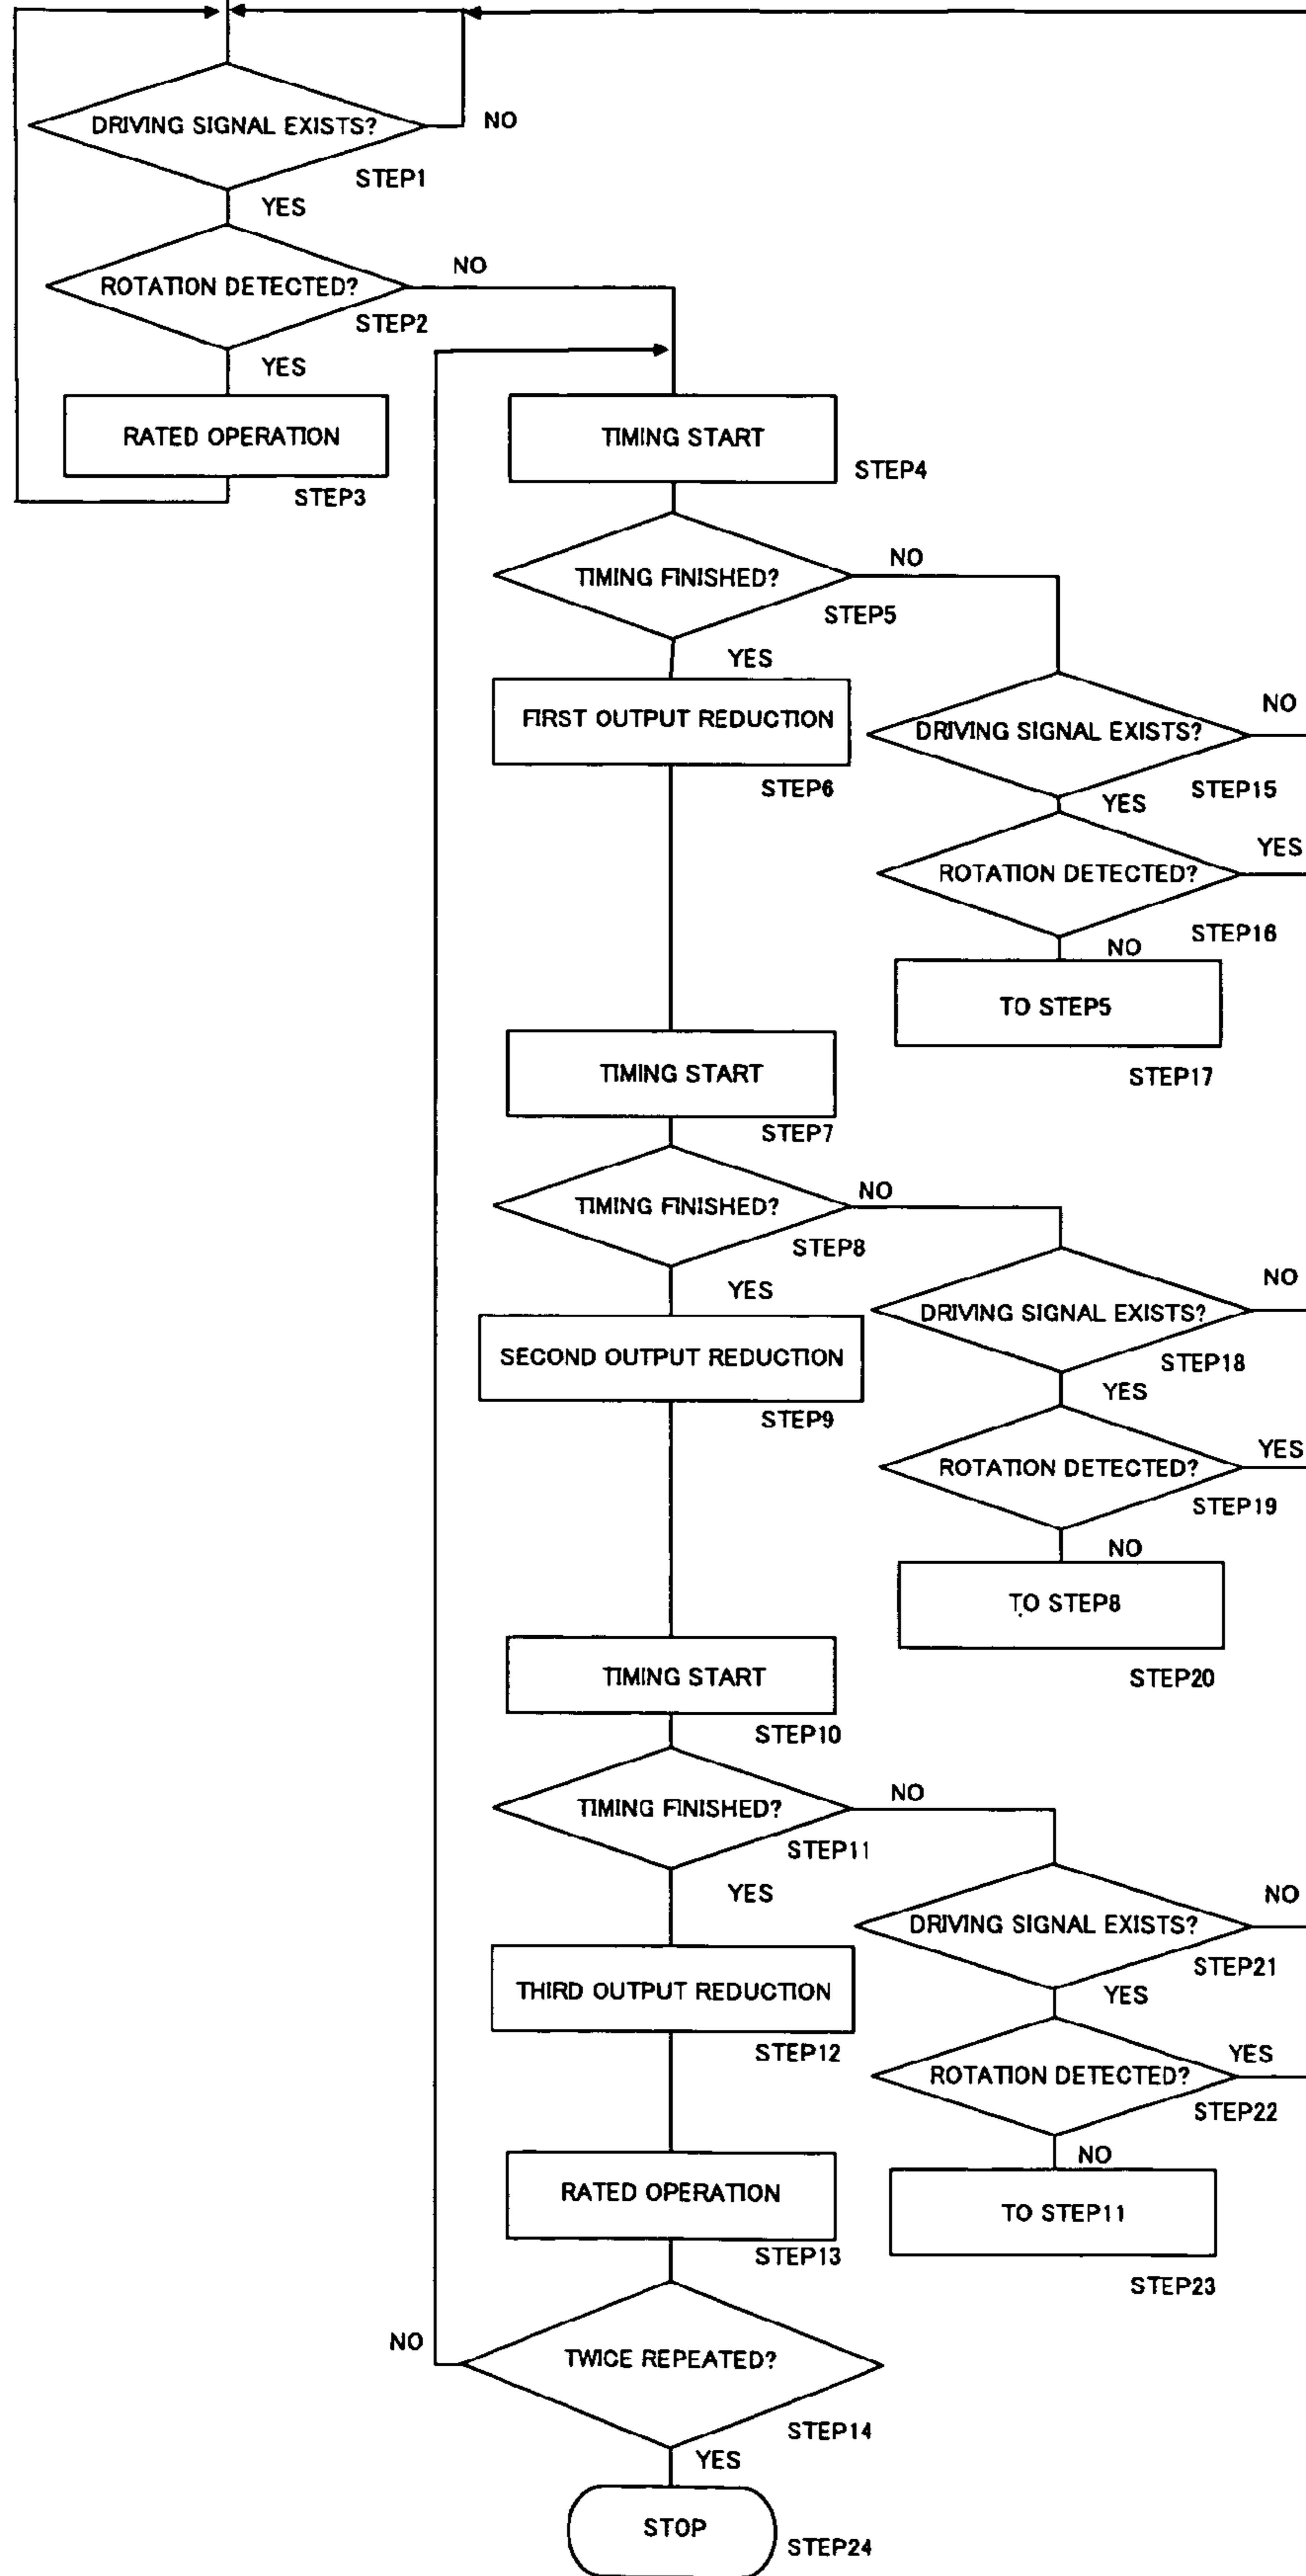 DRIVING SIGNAL EXISTS?
NO
STEP1
YES
ROTATION DETECTED?
NO
STEP2
YES
RATED OPERATION
STEP3
TIMING START
STEP4
TIMING FINISHED?
NO
STEP5
YES
FIRST OUTPUT REDUCTION
STEP6
DRIVING SIGNAL EXISTS?
NO
STEP15
YES
ROTATION DETECTED?
YES
STEP16
NO
TO STEP5
STEP17
TIMING START
STEP7
TIMING FINISHED?
NO
STEP8
YES
SECOND OUTPUT REDUCTION
STEP9
DRIVING SIGNAL EXISTS?
NO
STEP18
YES
ROTATION DETECTED?
YES
STEP19
NO
TO STEP8
STEP20
TIMING START
STEP10
TIMING FINISHED?
NO
STEP11
YES
THIRD OUTPUT REDUCTION
STEP12
DRIVING SIGNAL EXISTS?
NO
STEP21
YES
ROTATION DETECTED?
YES
STEP22
NO
TO STEP11
STEP23
RATED OPERATION
STEP13
TWICE REPEATED?
NO
STEP14
YES
STOP
STEP24